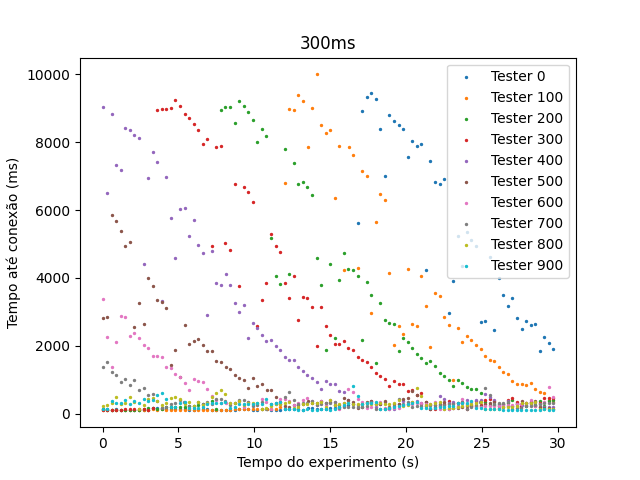 300ms
Tempo até conexão (ms)
10000
8000
6000
4000
2000
0
0 5 10 15 20 25 30
Tempo do experimento (s)
Tester 0
Tester 100
Tester 200
Tester 300
Tester 400
Tester 500
Tester 600
Tester 700
Tester 800
Tester 900